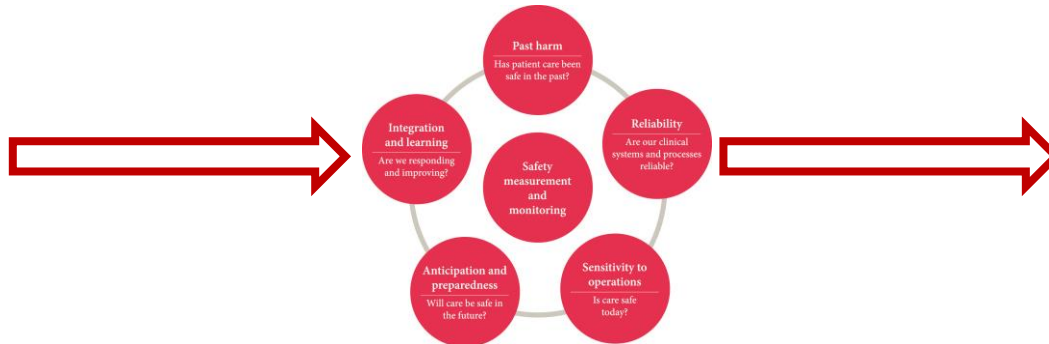 Past harm
Has patient care been
safe in the past?
Integration
and learning
Are we responding
and improving?
Reliability
Are our clinical
systems and processes
reliable?
Safety
measurement
and
monitoring
Anticipation and
preparedness
Will care be safe in
the future?
Sensitivity to
operations
Is care safe
today?